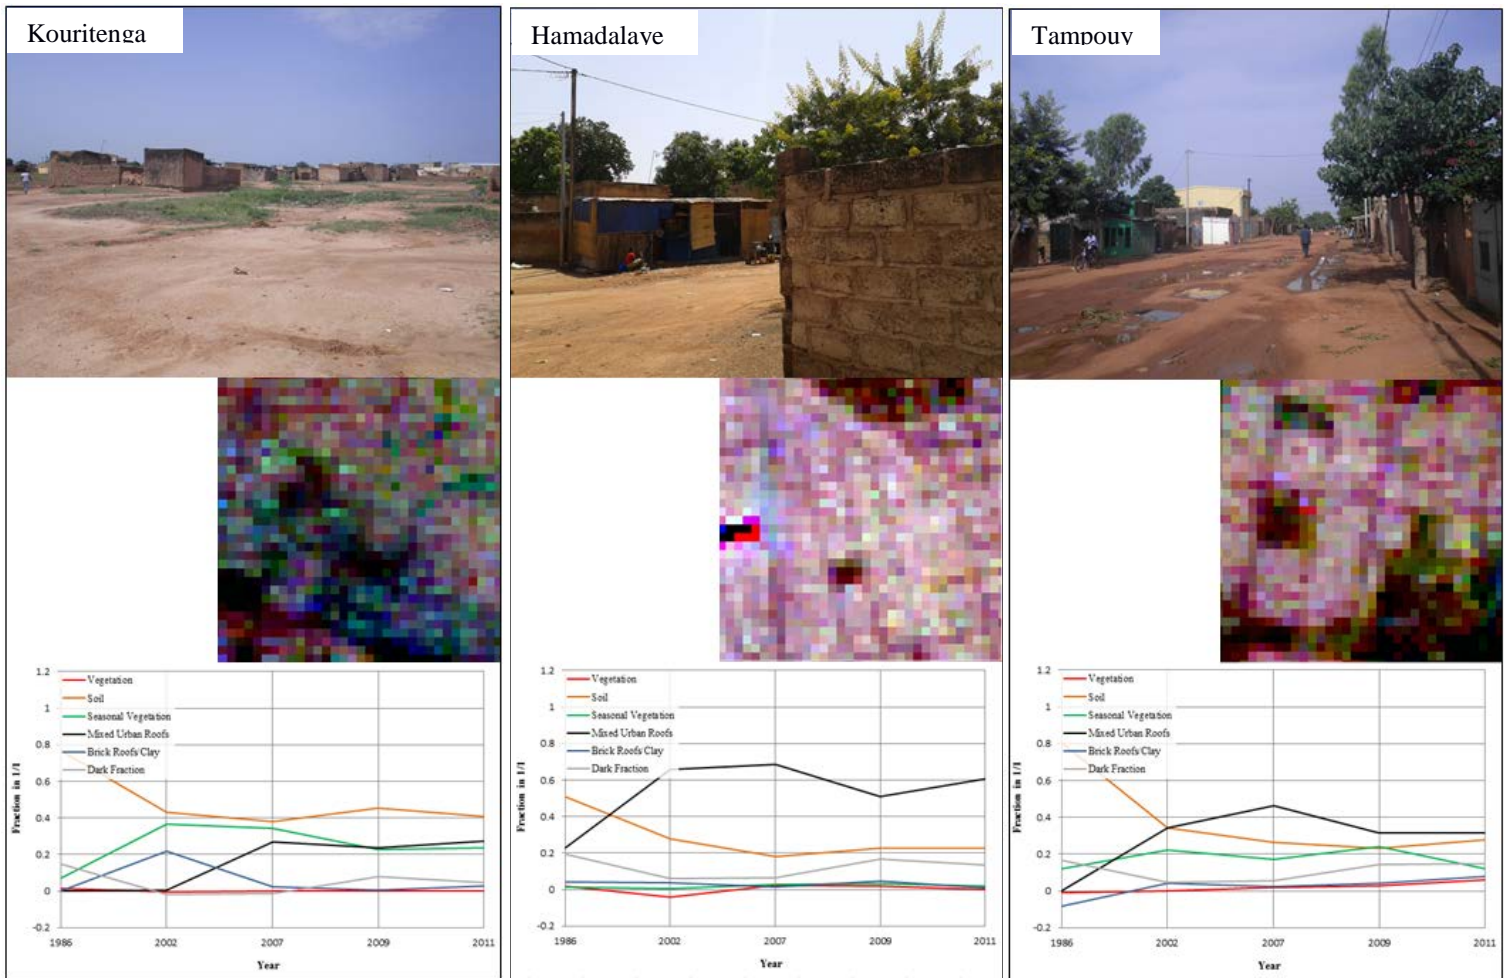 Kouritenga
Hamadalaye
Tampouy
1.2
1
0.8
0.6
0.4
0.2
0
-0.2
Fraction in 1/1
Vegetation
Soil
Seasonal Vegetation
Mixed Urban Roofs
Brick Roofs/Clay
Dark Fraction
1986 2002 2007 2009 2011
Year
1.2
1
0.8
0.6
0.4
0.2
0
-0.2
Fraction in 1/1
Vegetation
Soil
Seasonal Vegetation
Mixed Urban Roofs
Brick Roofs/Clay
Dark Fraction
1986 2002 2007 2009 2011
Year
1.2
1
0.8
0.6
0.4
0.2
0
-0.2
Fraction in 1/1
Vegetation
Soil
Seasonal Vegetation
Mixed Urban Roofs
Brick Roofs/Clay
Dark Fraction
1986 2002 2007 2009 2011
Year